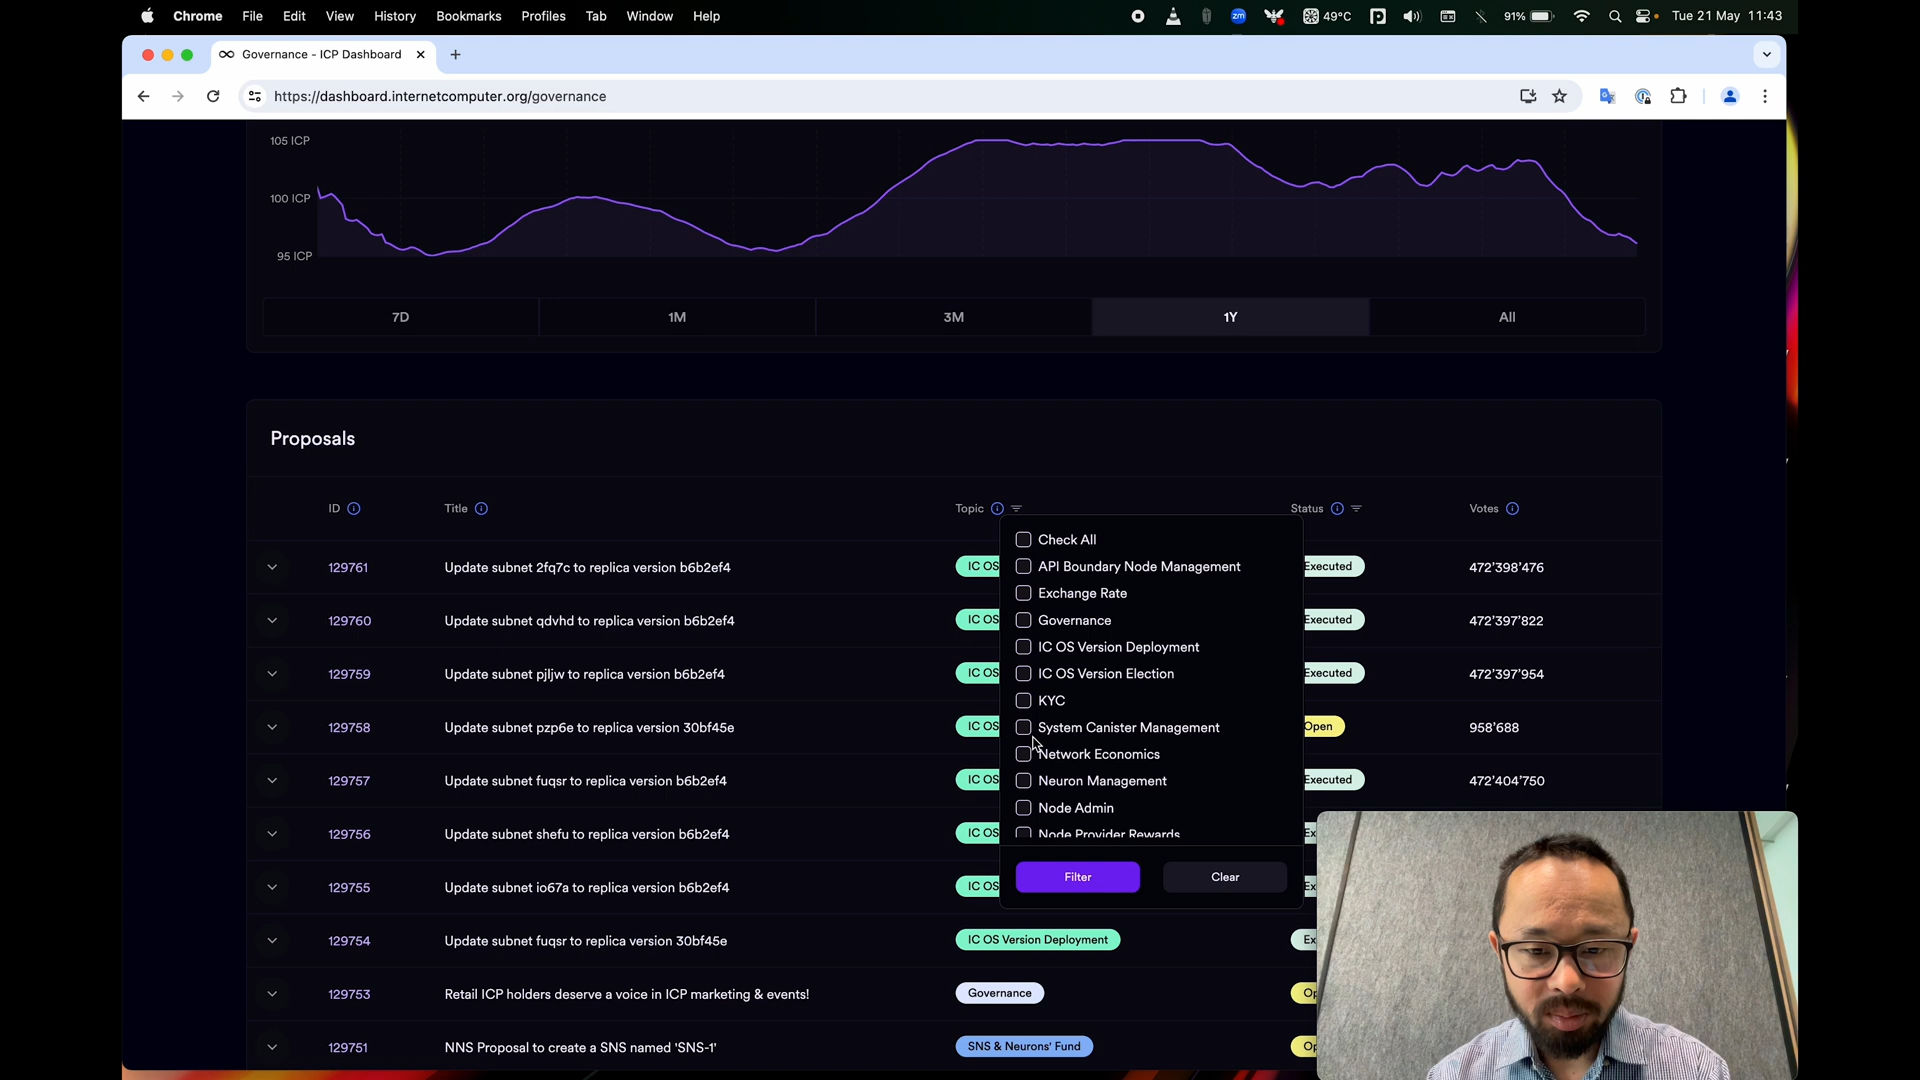 Chrome File Edit View History Bookmarks Profiles Tab Window Help zm 49°C 91% Tue 21 May 11:43
Governance - ICP Dashboard
https://dashboard.internetcomputer.org/governance
105 ICP
100 ICP
95 ICP
7D 1M 3M 1Y All
Proposals
ID Title Topic Status Votes
Check All
129761 Update subnet 2fq7c to replica version b6b2ef4 IC OS API Boundary Node Management Executed 472'398'476
Exchange Rate
129760 Update subnet qdvhd to replica version b6b2ef4 IC OS Governance Executed 472'397'822
IC OS Version Deployment
129759 Update subnet pjljw to replica version b6b2ef4 IC OS IC OS Version Election Executed 472'397'954
KYC
129758 Update subnet pzp6e to replica version 30bf45e IC OS System Canister Management Open 958'688
Network Economics
129757 Update subnet fuqsr to replica version b6b2ef4 IC OS Neuron Management Executed 472'404'750
Node Admin
129756 Update subnet shefu to replica version b6b2ef4 IC OS Node Provider Rewards Ex
129755 Update subnet io67a to replica version b6b2ef4 IC OS Filter Clear Ex
129754 Update subnet fuqsr to replica version 30bf45e IC OS Version Deployment Ex
129753 Retail ICP holders deserve a voice in ICP marketing & events! Governance Op
129751 NNS Proposal to create a SNS named 'SNS-1' SNS & Neurons' Fund Op